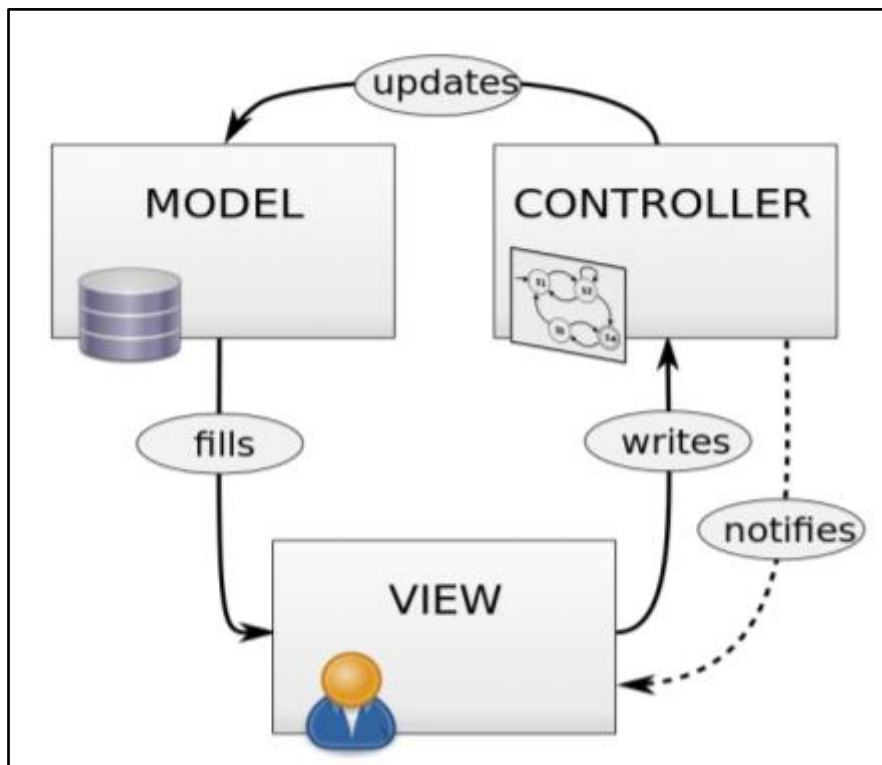 updates
MODEL
CONTROLLER
fills
writes
notifies
VIEW